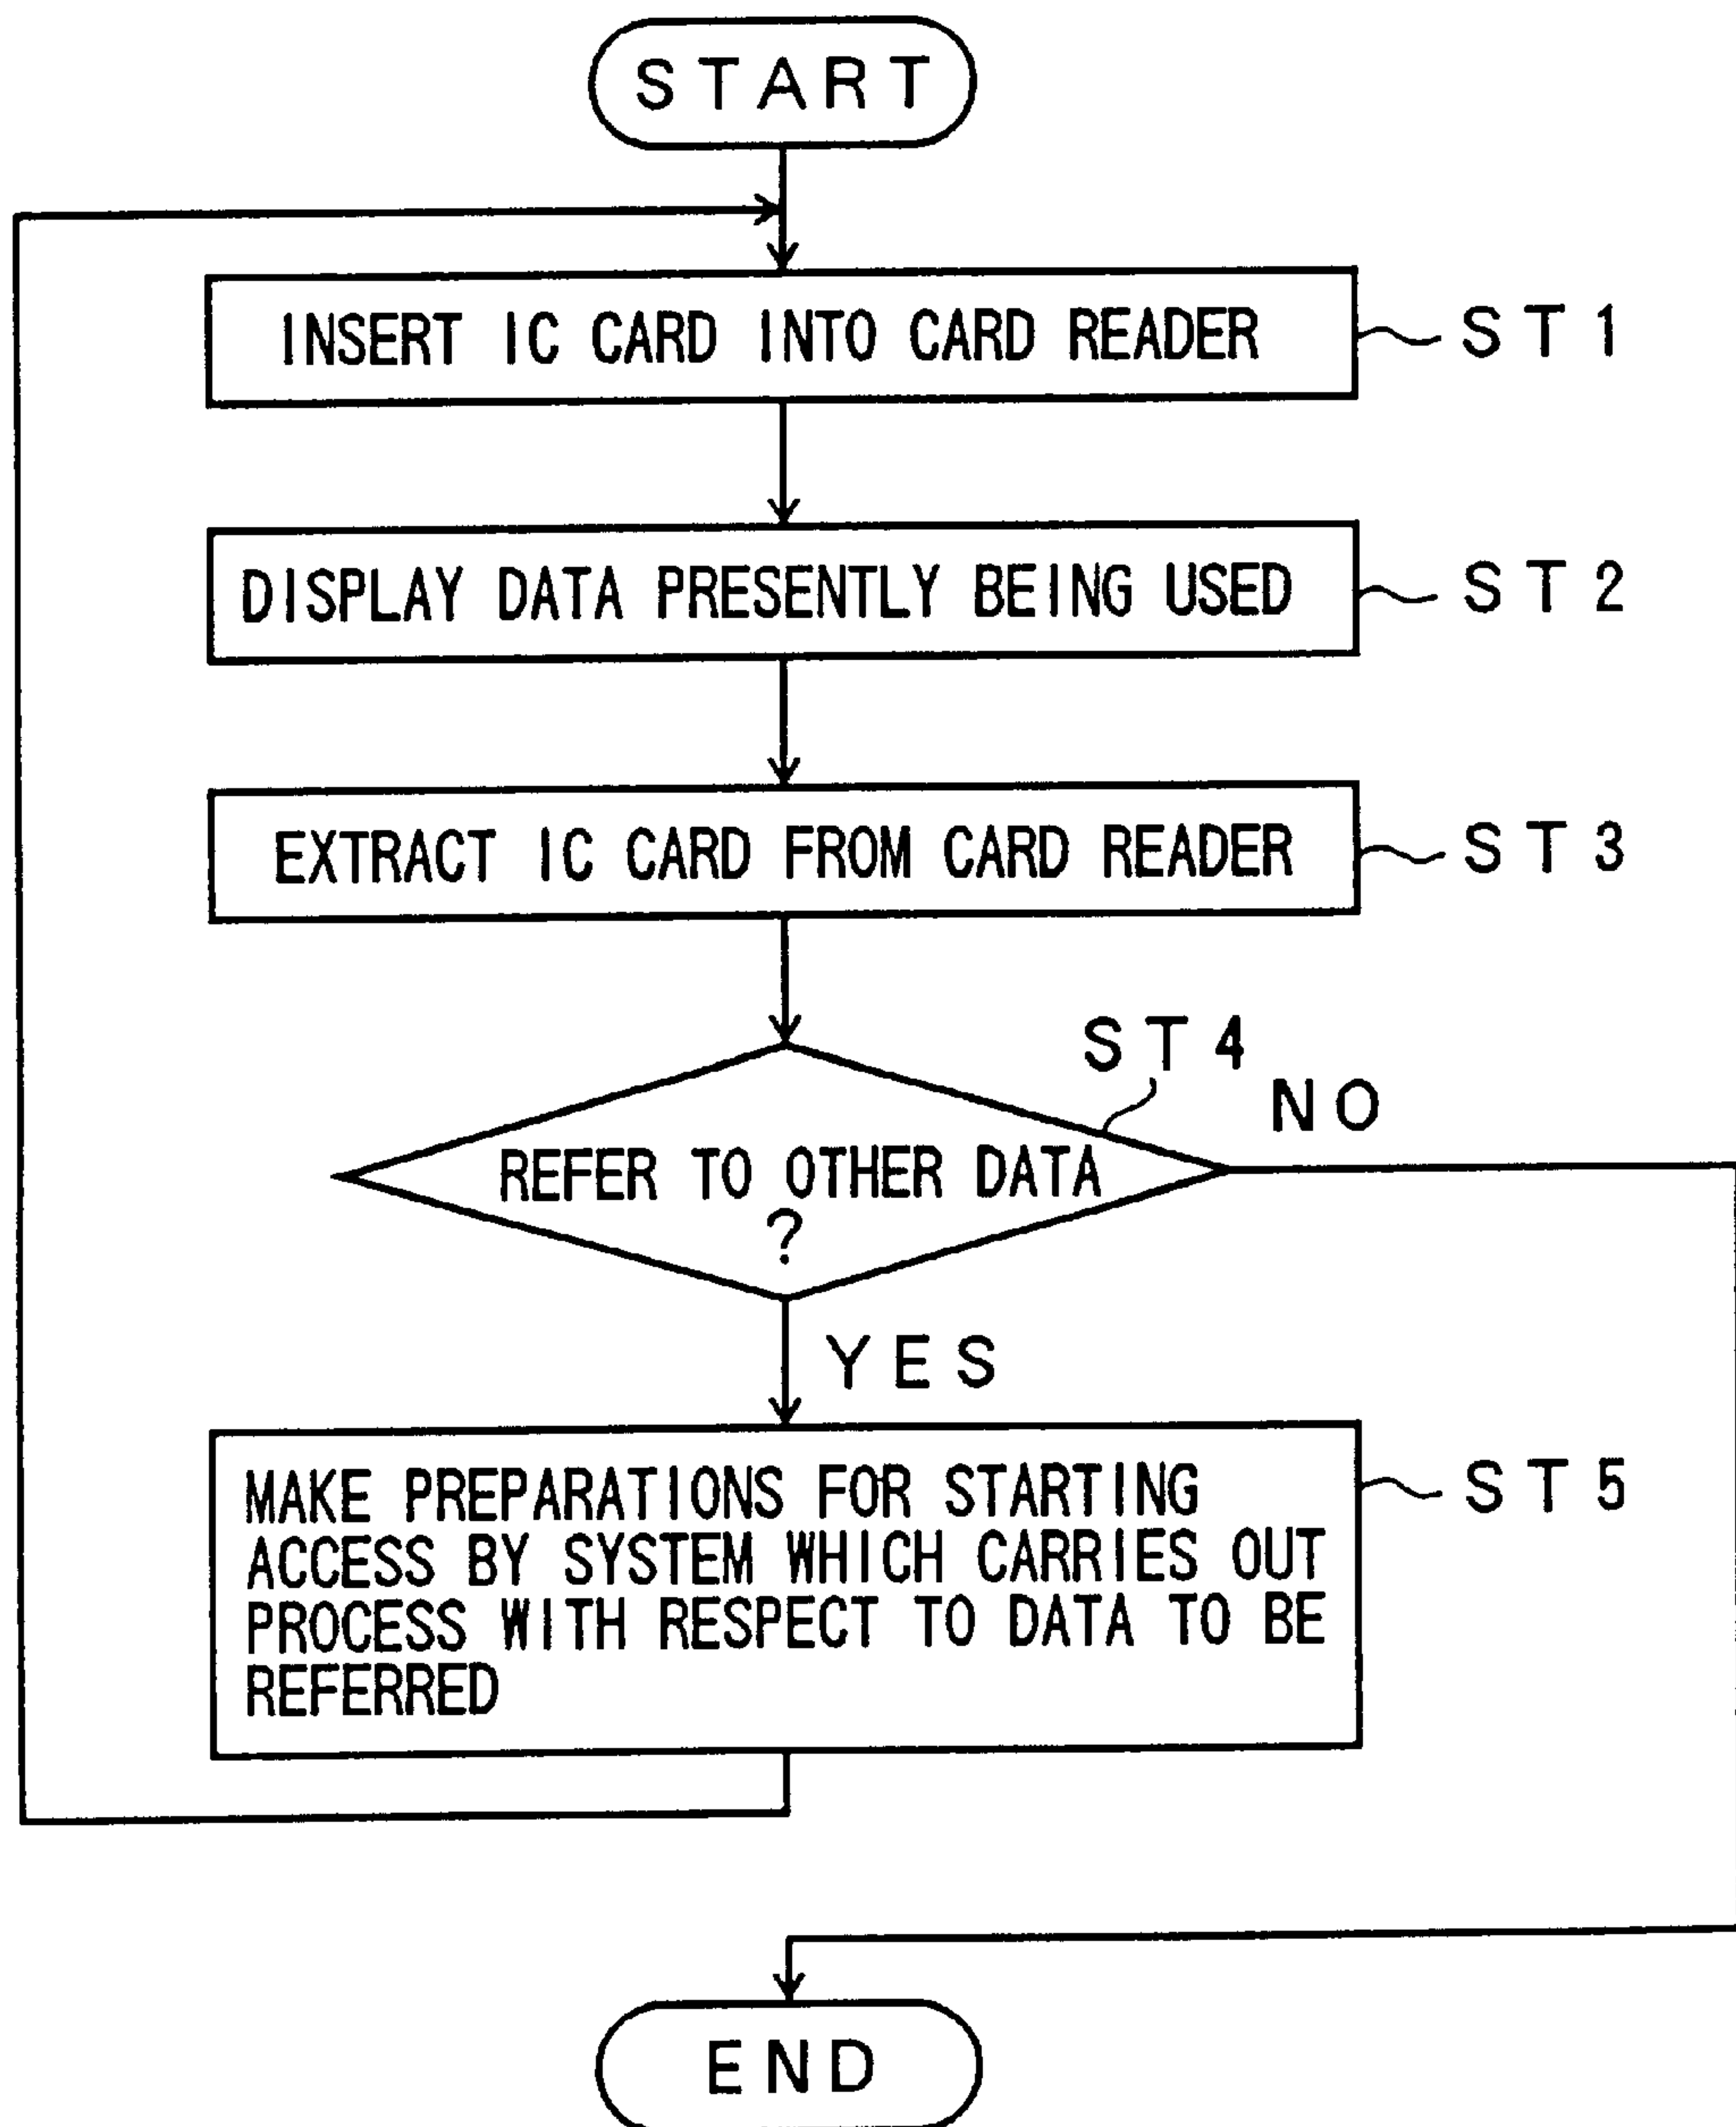 START
INSERT IC CARD INTO CARD READER
ST1
DISPLAY DATA PRESENTLY BEING USED
ST2
EXTRACT IC CARD FROM CARD READER
ST3
ST4
NO
REFER TO OTHER DATA
?
YES
MAKE PREPARATIONS FOR STARTING
ACCESS BY SYSTEM WHICH CARRIES OUT
PROCESS WITH RESPECT TO DATA TO BE
REFERRED
ST5
END